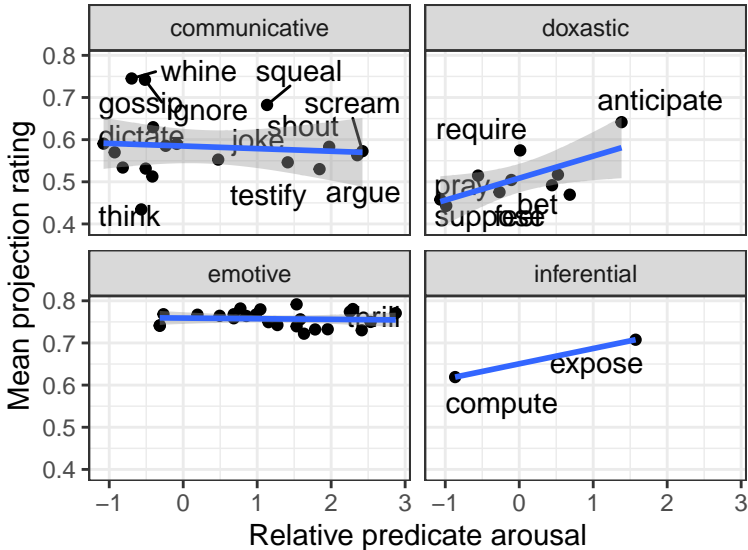 communicative
doxastic
whine
squeal
gossip
ignore
scream
dictate
joke
shout
testify
argue
think
anticipate
require
pray
bet
suppose
emotive
inferential
thrill
expose
compute
0.8
0.7
0.6
0.5
0.4
0.8
0.7
0.6
0.5
0.4
−1 0 1 2 3
−1 0 1 2 3
Mean projection rating
Relative predicate arousal